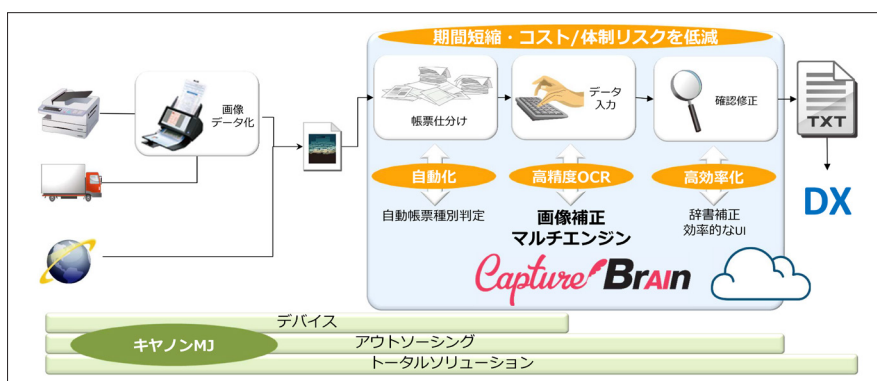 期間短縮・コスト/体制リスクを低減
画像
データ化
帳票仕分け
データ
入力
確認修正
TXT
自動化
高精度OCR
高効率化
DX
自動帳票種別判定
画像補正
マルチエンジン
辞書補正
効率的なUI
Capture Brain
デバイス
キヤノンMJ
アウトソーシング
トータルソリューション